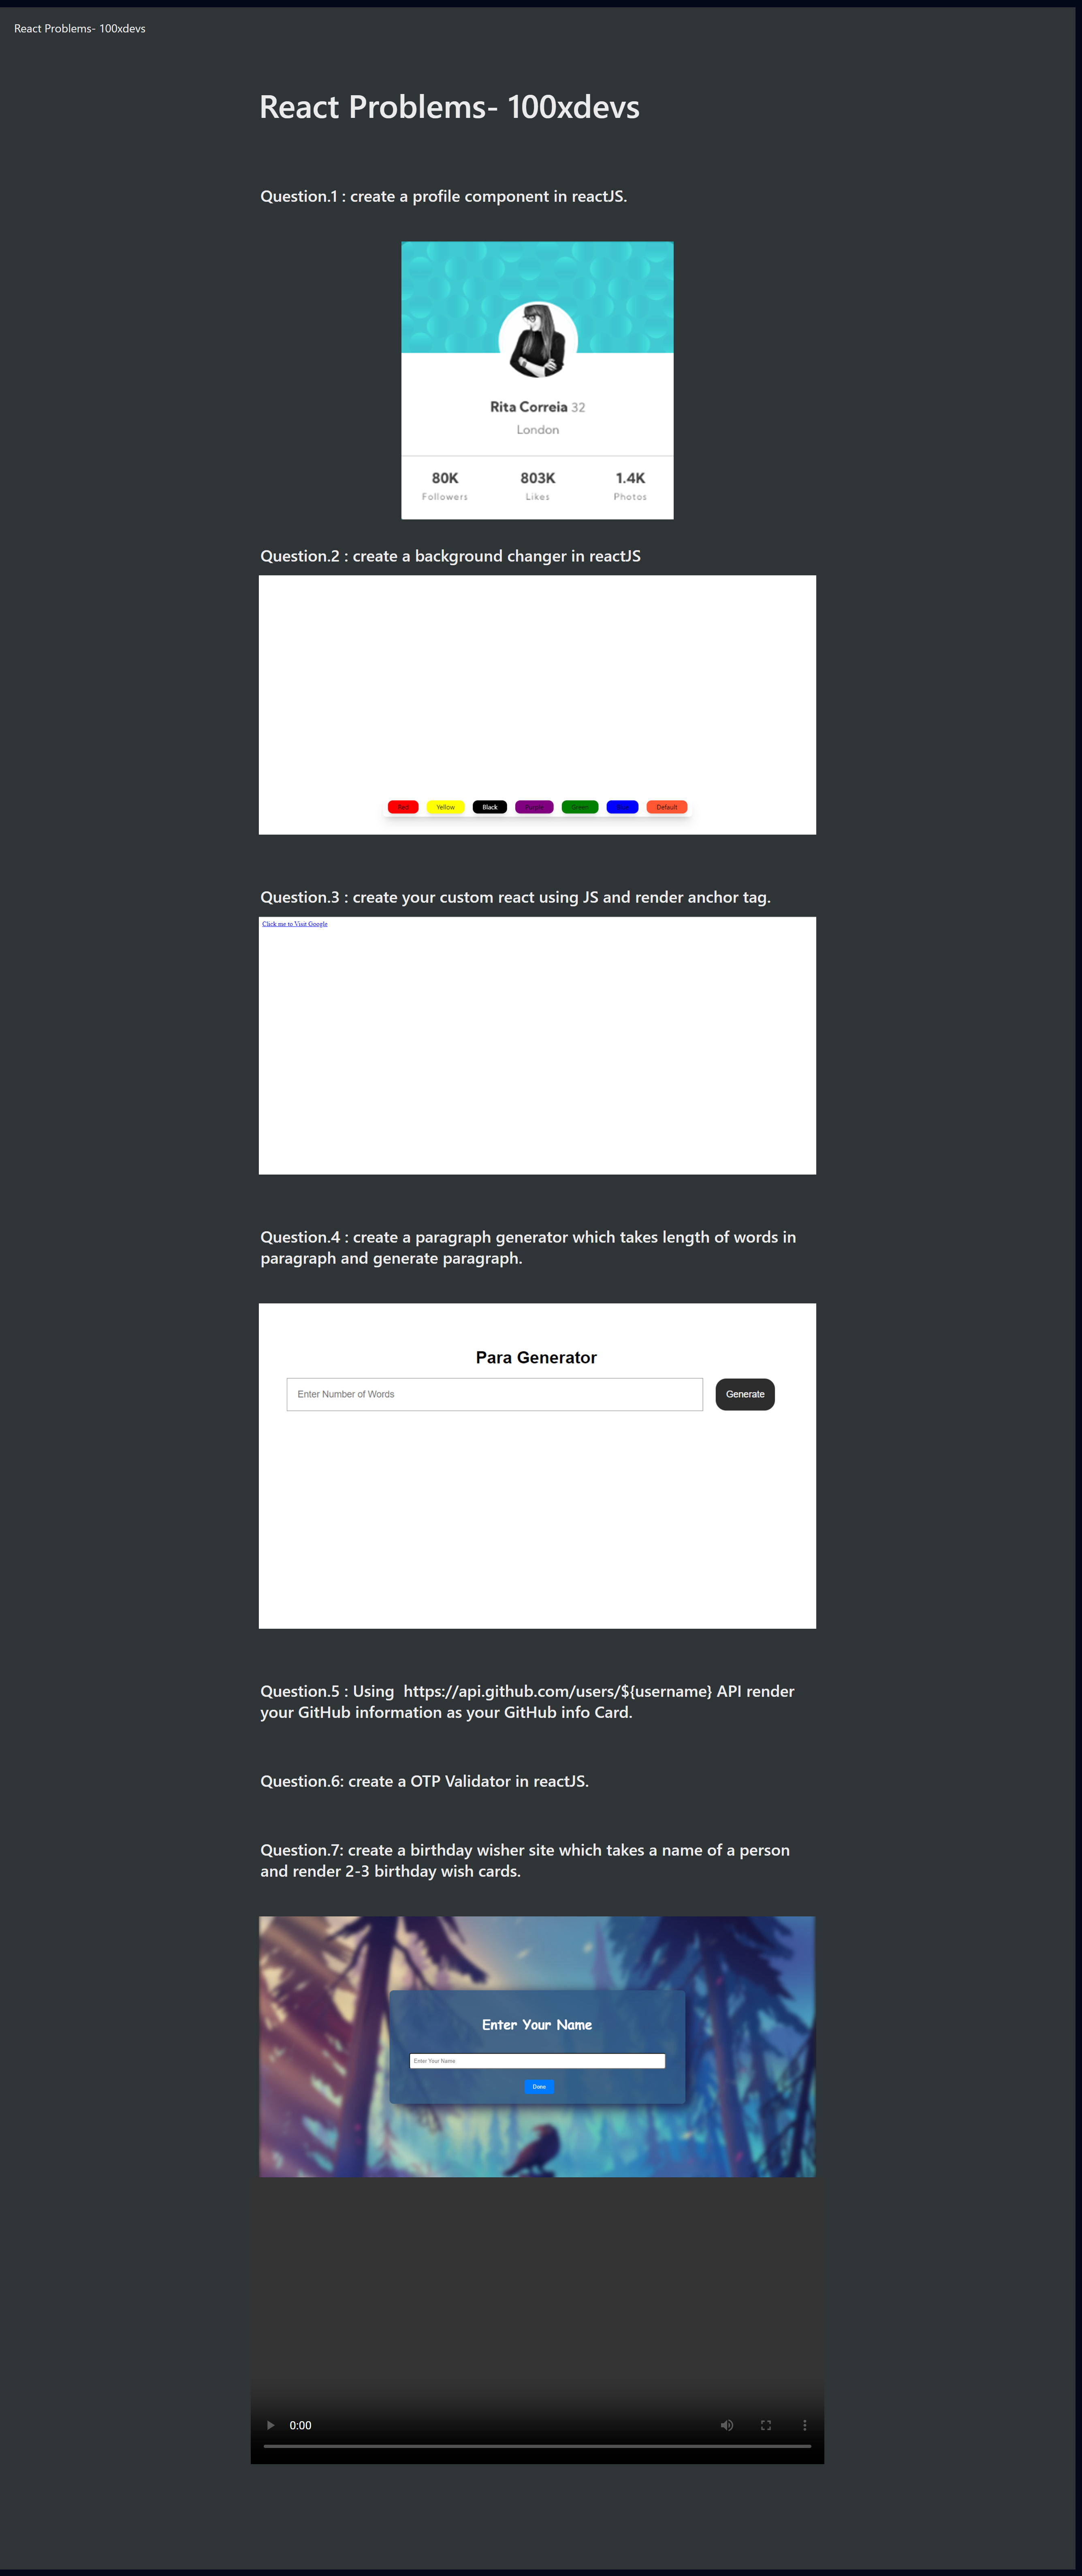 React Problems- 100xdevs
React Problems- 100xdevs
Question.1 : create a profile component in reactJS.
Rita Correia 32
London
80K 803K 1.4K
Followers Likes Photos
Question.2 : create a background changer in reactJS
Red Yellow Black Purple Green Blue Default
Question.3 : create your custom react using JS and render anchor tag.
Click me to Visit Google
Question.4 : create a paragraph generator which takes length of words in
paragraph and generate paragraph.
Para Generator
Enter Number of Words Generate
Question.5 : Using  https://api.github.com/users/${username} API render
your GitHub information as your GitHub info Card.
Question.6: create a OTP Validator in reactJS.
Question.7: create a birthday wisher site which takes a name of a person
and render 2-3 birthday wish cards.
Enter Your Name
Enter Your Name
Done
0:00